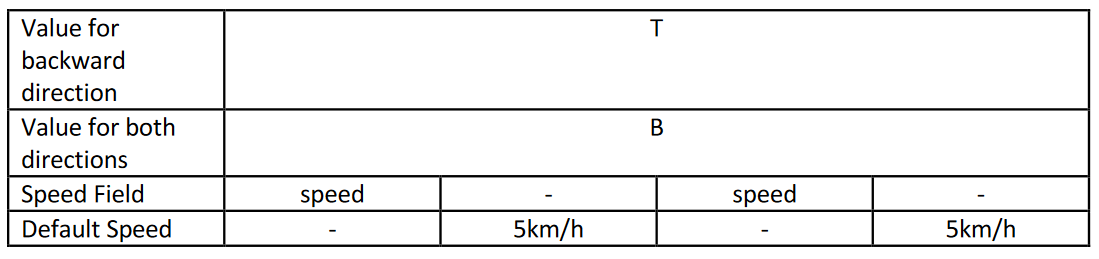 Value for
backward
direction
T
Value for both
directions
B
Speed Field
speed
-
speed
-
Default Speed
-
5km/h
-
5km/h